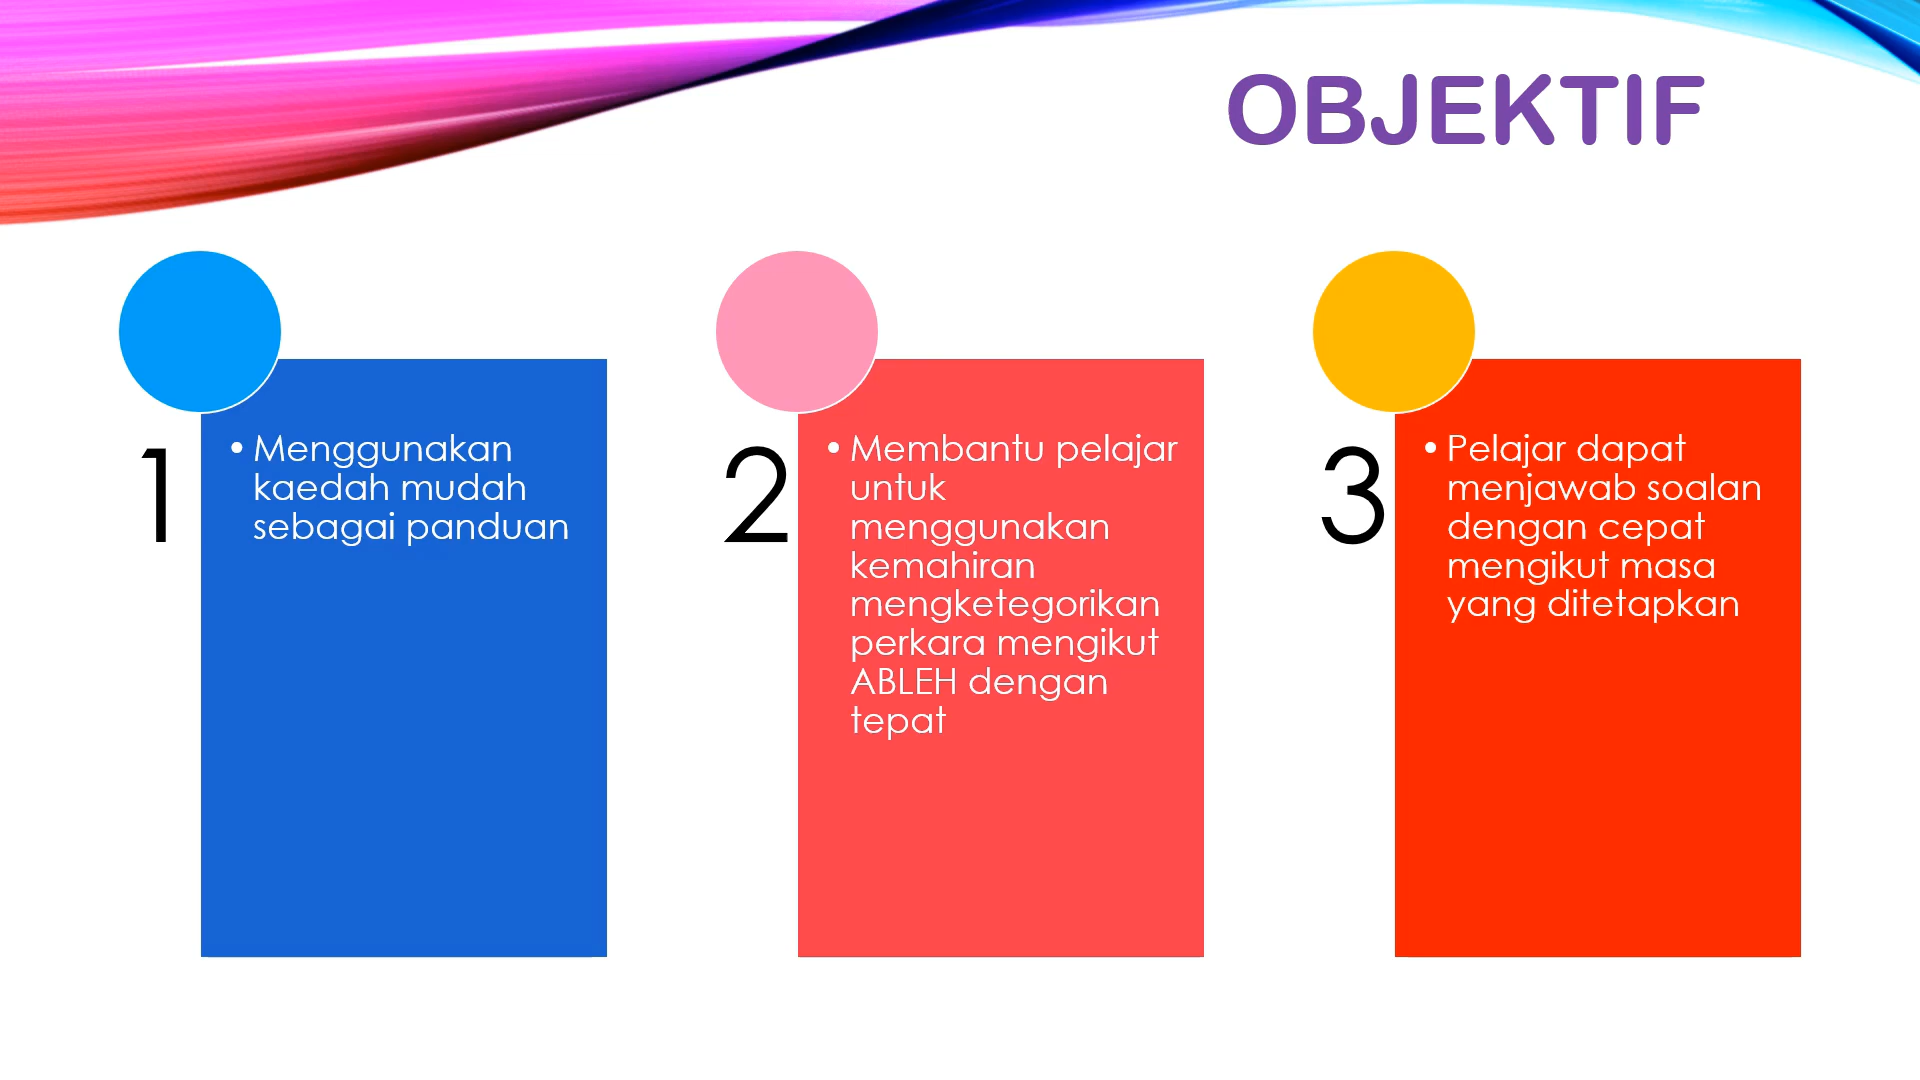 OBJEKTIF
1
• Menggunakan
kaedah mudah
sebagai panduan
2
• Membantu pelajar
untuk
menggunakan
kemahiran
mengketegorikan
perkara mengikut
ABLEH dengan
tepat
3
• Pelajar dapat
menjawab soalan
dengan cepat
mengikut masa
yang ditetapkan